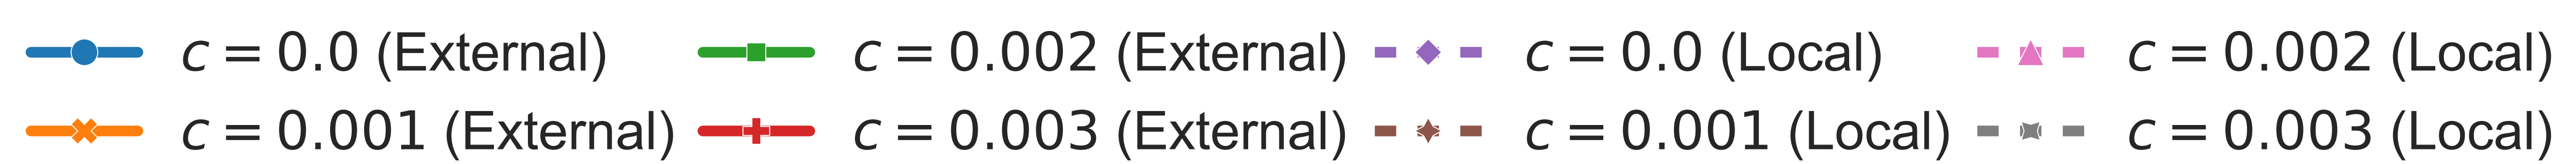 c = 0.0 (External) c = 0.002 (External) c = 0.0 (Local) c = 0.002 (Local)
c = 0.001 (External) c = 0.003 (External) c = 0.001 (Local) c = 0.003 (Local)